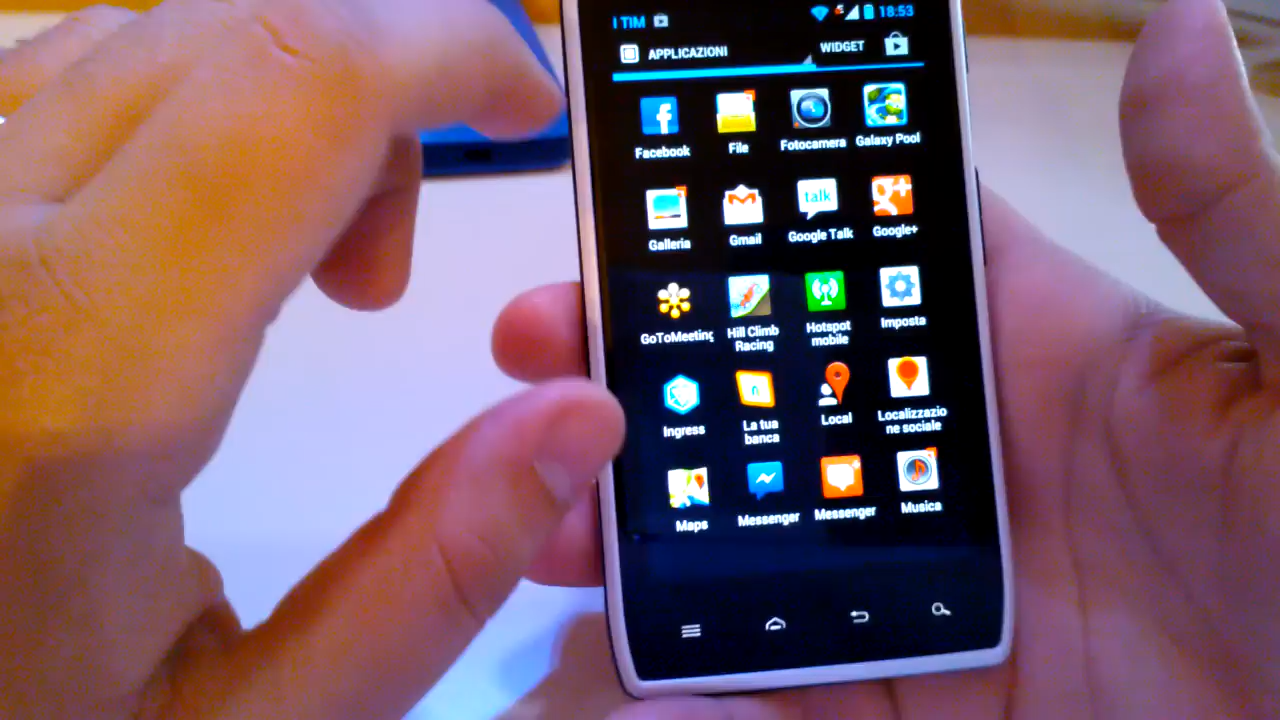 I TIM 18:53
APPLICAZIONI WIDGET
Facebook File Fotocamera Galaxy Pool
talk
Galleria Gmail Google Talk Google+
GoToMeeting Hill Climb Racing Hotspot mobile Imposta
Ingress La tua banca Local Localizzazio ne sociale
Maps Messenger Messenger Musica